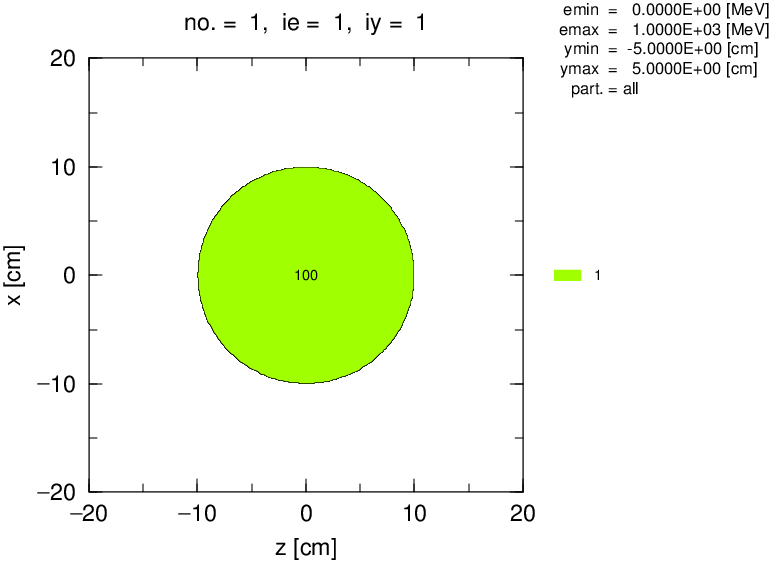 no. = 1, ie = 1, iy = 1
emin = 0.0000E+00 [MeV]
emax = 1.0000E+03 [MeV]
ymin = -5.0000E+00 [cm]
ymax = 5.0000E+00 [cm]
part. = all
20
10
0
−10
−20
x [cm]
100
1
−20 −10 0 10 20
z [cm]